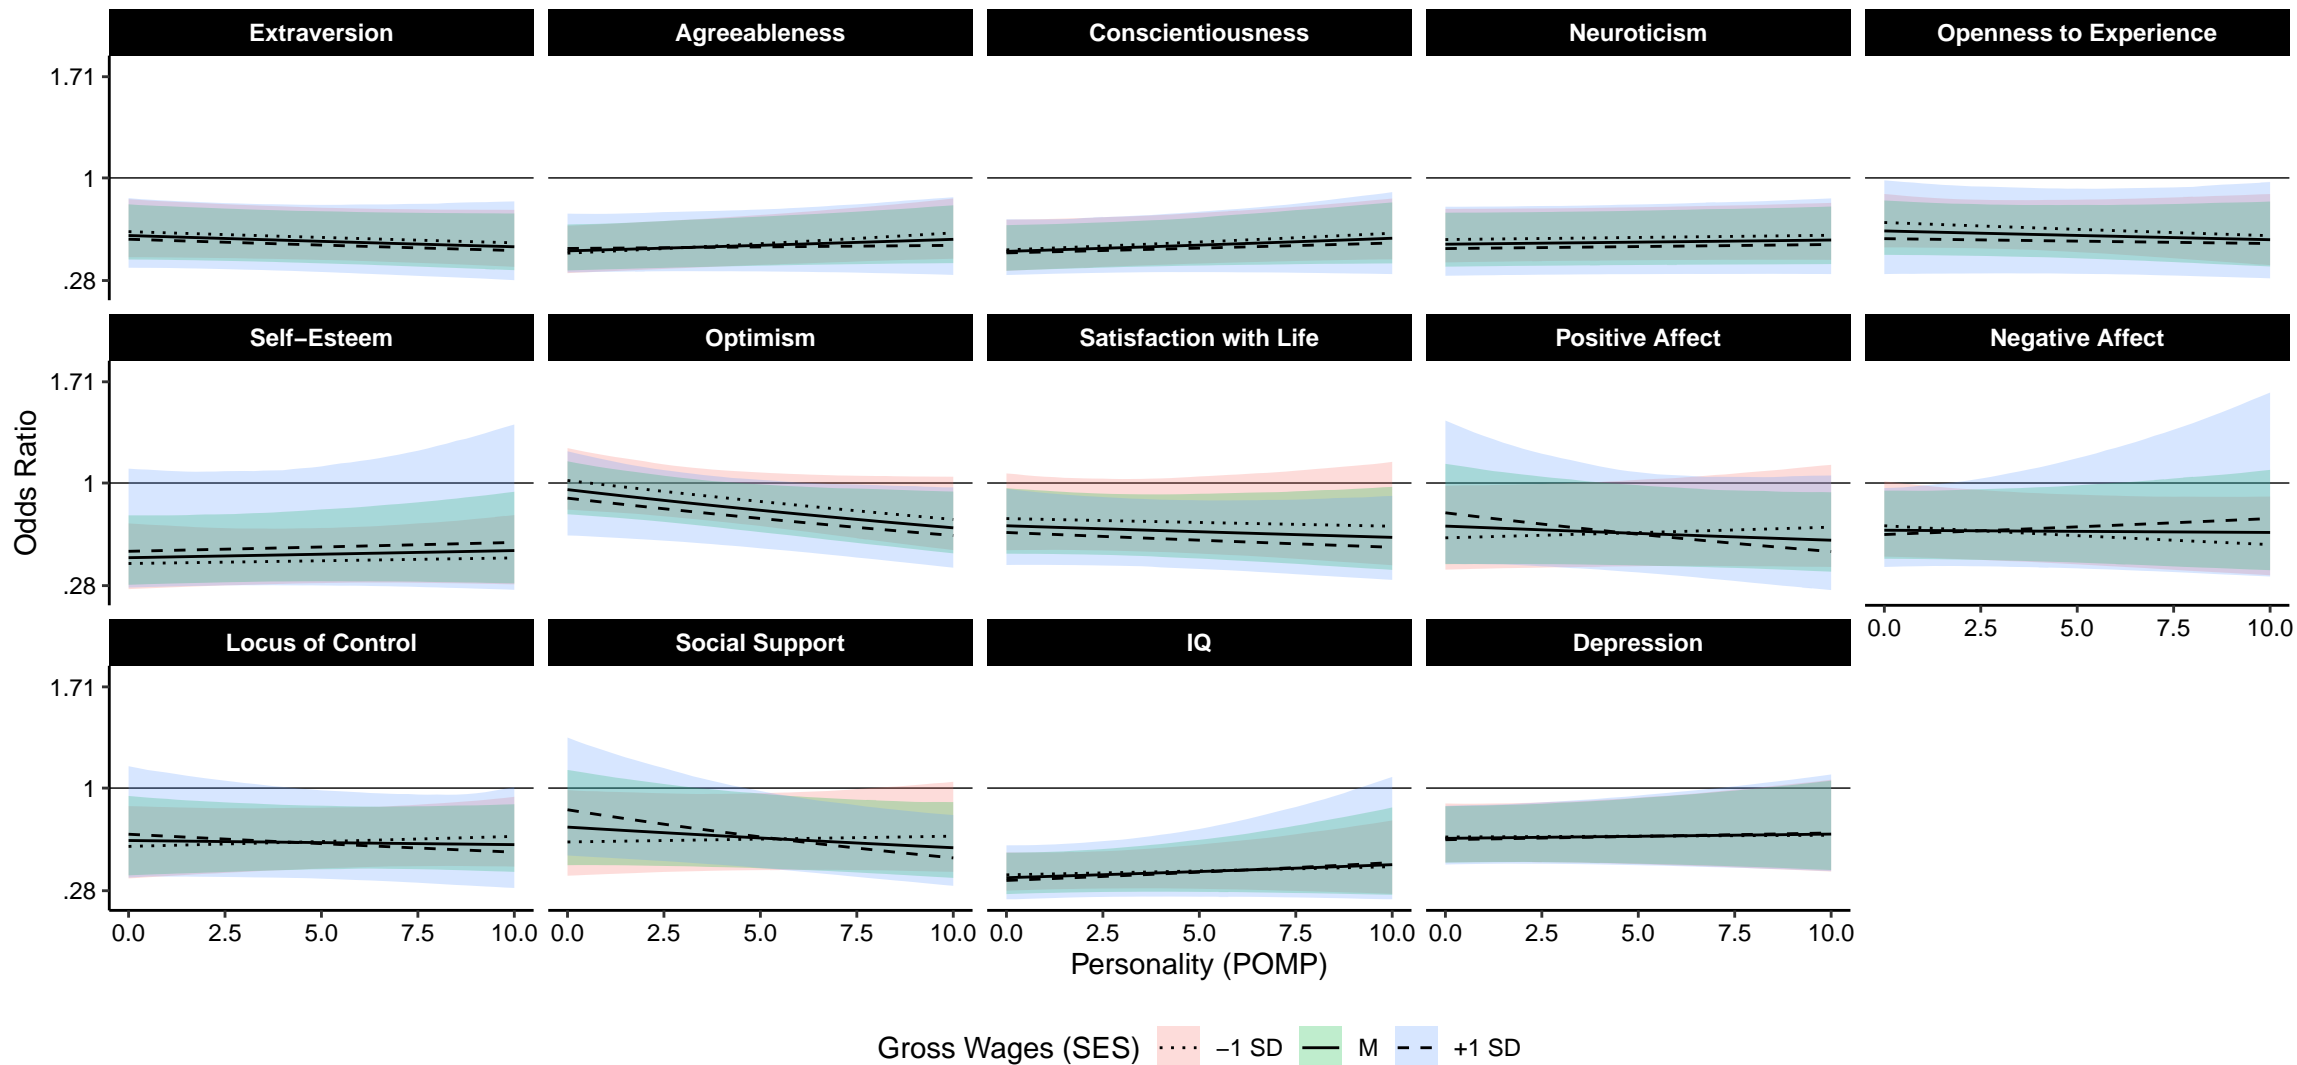 Extraversion Agreeableness Conscientiousness Neuroticism Openness to Experience
1.71
1
.28
Self−Esteem Optimism Satisfaction with Life Positive Affect Negative Affect
1.71
1
.28
0.0 2.5 5.0 7.5 10.0
Locus of Control Social Support IQ Depression
1.71
1
.28
0.0 2.5 5.0 7.5 10.0 0.0 2.5 5.0 7.5 10.0 0.0 2.5 5.0 7.5 10.0 0.0 2.5 5.0 7.5 10.0
Odds Ratio
Personality (POMP)
Gross Wages (SES) −1 SD M +1 SD